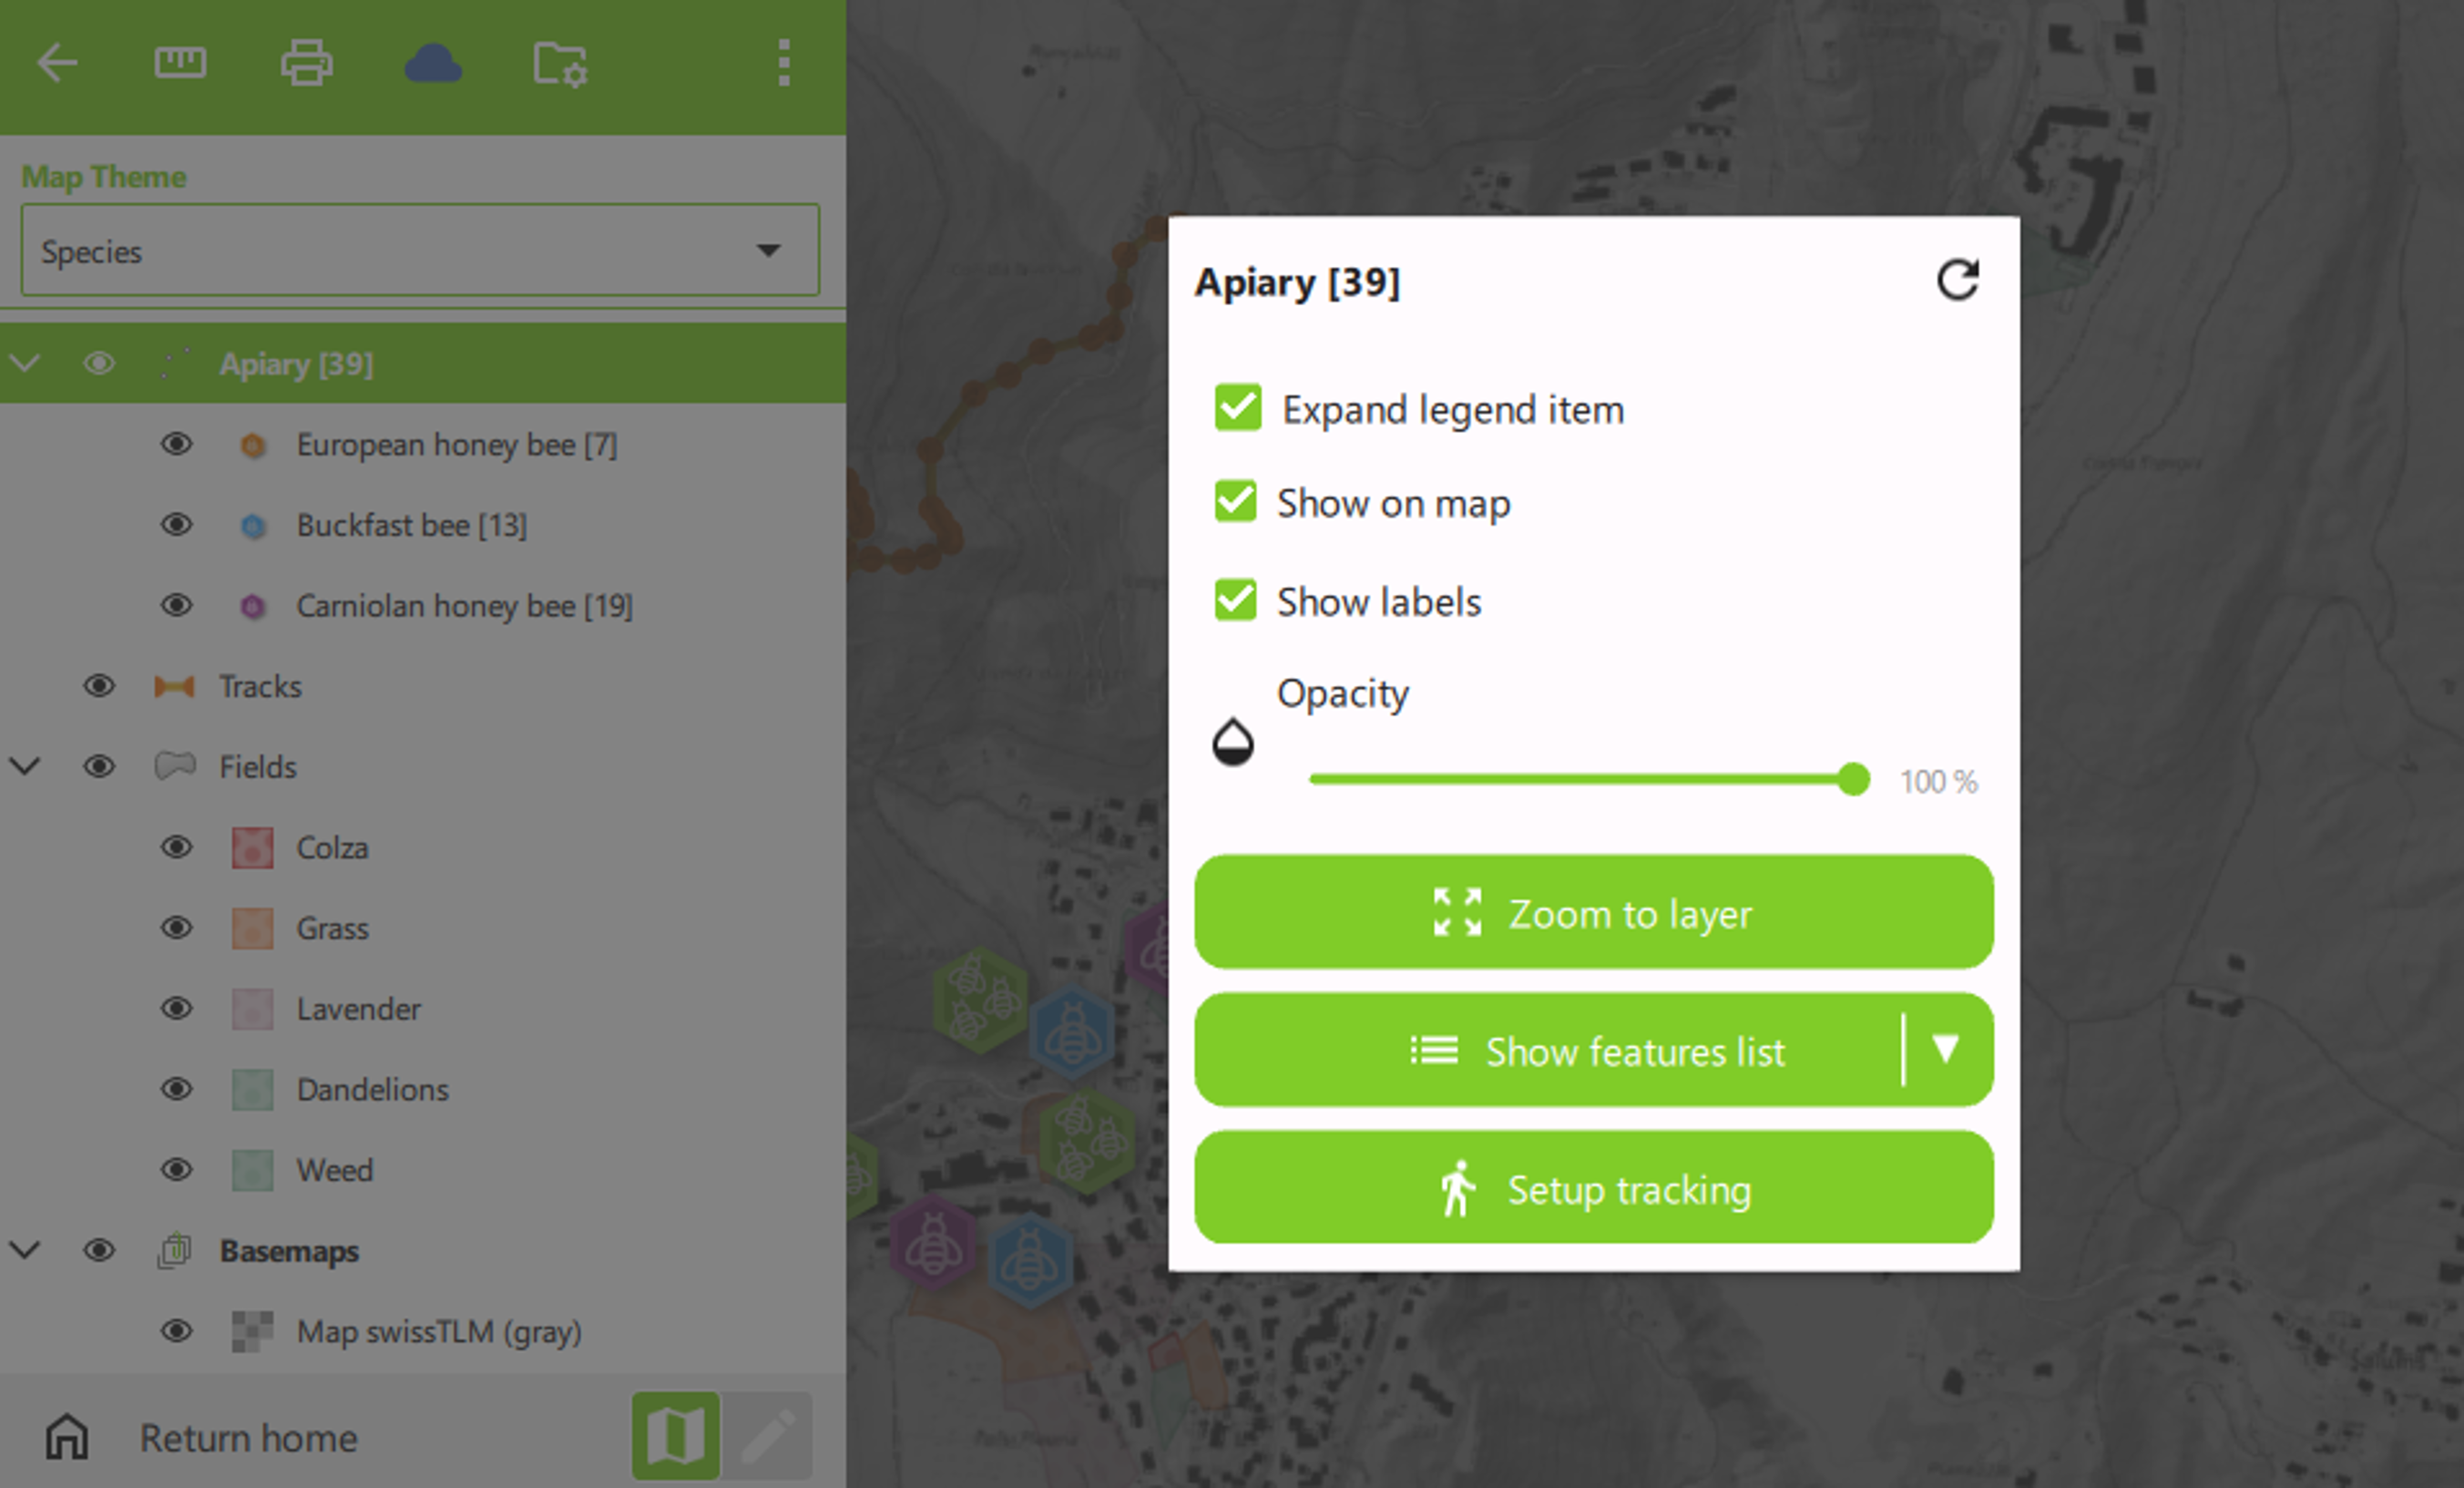 Map Theme
Species
Apiary [39]
European honey bee [7]
Buckfast bee [13]
Carniolan honey bee [19]
Tracks
Fields
Colza
Grass
Lavender
Dandelions
Weed
Basemaps
Map swissTLM (gray)
Return home
Apiary [39]
Expand legend item
Show on map
Show labels
Opacity
100 %
Zoom to layer
Show features list
Setup tracking